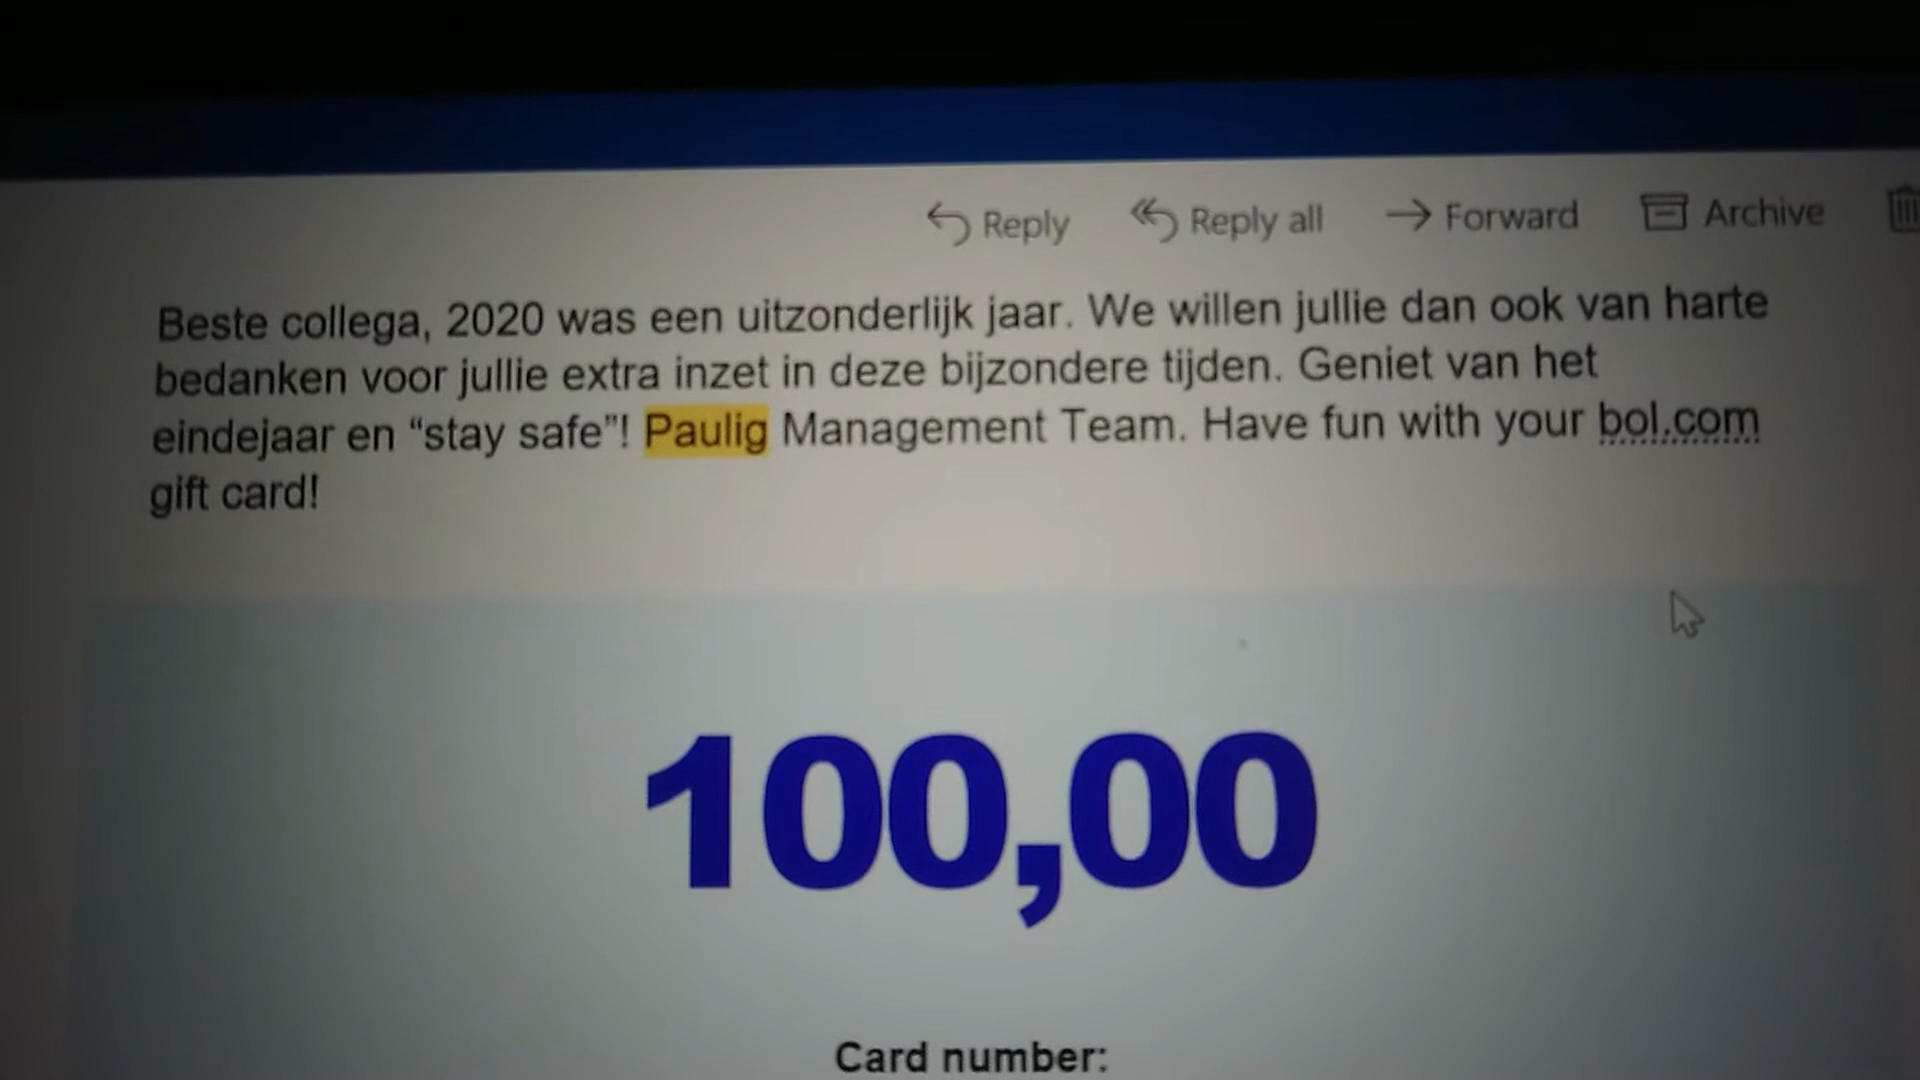 Reply Reply all Forward Archive
Beste collega, 2020 was een uitzonderlijk jaar. We willen jullie dan ook van harte
bedanken voor jullie extra inzet in deze bijzondere tijden. Geniet van het
eindejaar en “stay safe”! Paulig Management Team. Have fun with your bol.com
gift card!
100,00
Card number: